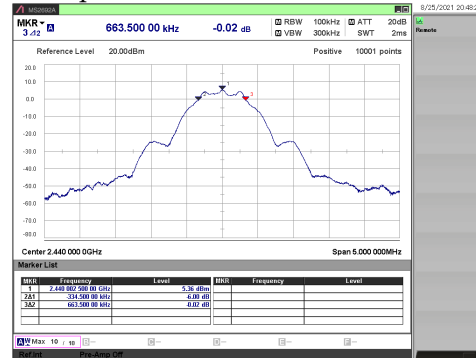 MS2692A
8/25/2021 20:48:2
MKR
3Δ2
663.500 00 kHz
-0.02 dB
RBW 100kHz
ATT 20dB
VBW 300kHz
SWT 2ms
Remote
Reference Level 20.00dBm
Positive 10001 points
20.0
10.0
0.0
-10.0
-20.0
-30.0
-40.0
-50.0
-60.0
-70.0
-80.0
1
2
3
Center 2.440 000 0GHz
Span 5.000 000MHz
Marker List
MKR Frequency Level MKR Frequency Level
1 2.440 002 500 00 GHz 5.36 dBm
2Δ1 -334.500 00 kHz -6.00 dB
3Δ2 663.500 00 kHz -0.02 dB
Max 10 / 10
Ref.Int Pre-Amp Off